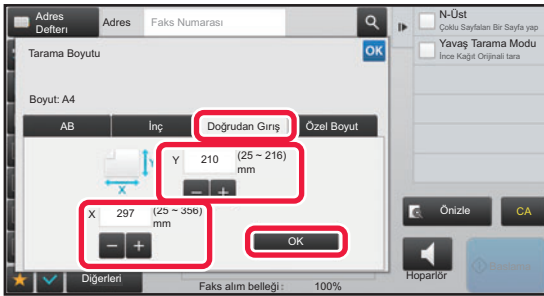 Adres Defteri
Adres
Faks Numarası
N-Üst
Çoklu Sayfaları Bir Sayfa yap
Yavaş Tarama Modu
İnce Kağıt Orijinali tara
Tarama Boyutu
OK
Boyut: A4
AB
İnç
Doğrudan Giriş
Özel Boyut
Y
210
(25 ~ 216)
mm
X
X
297
(25 ~ 356)
mm
OK
Önizle
CA
Hoparlör
Diğerleri
Faks alım belleği :
100%